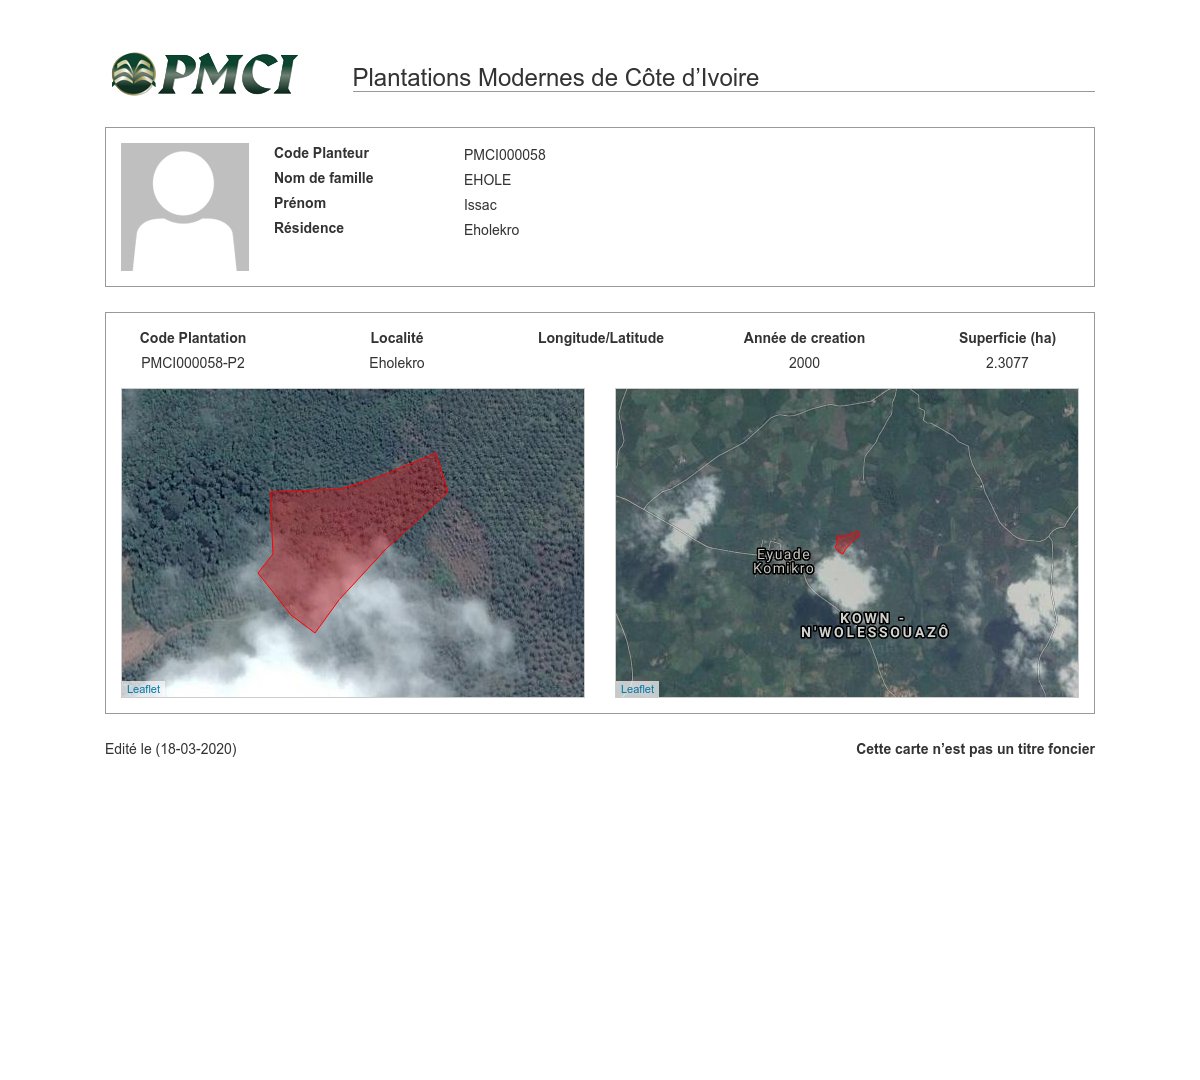 PMCI
Plantations Modernes de Côte d’Ivoire
Code Planteur PMCI000058
Nom de famille EHOLE
Prénom Issac
Résidence Eholekro
Code Plantation Localité Longitude/Latitude Année de creation Superficie (ha)
PMCI000058-P2 Eholekro 2000 2.3077
Eyuade
Komikro
KOWN -
N'WOLESSOUAZÔ
Leaflet
Leaflet
Edité le (18-03-2020) Cette carte n’est pas un titre foncier